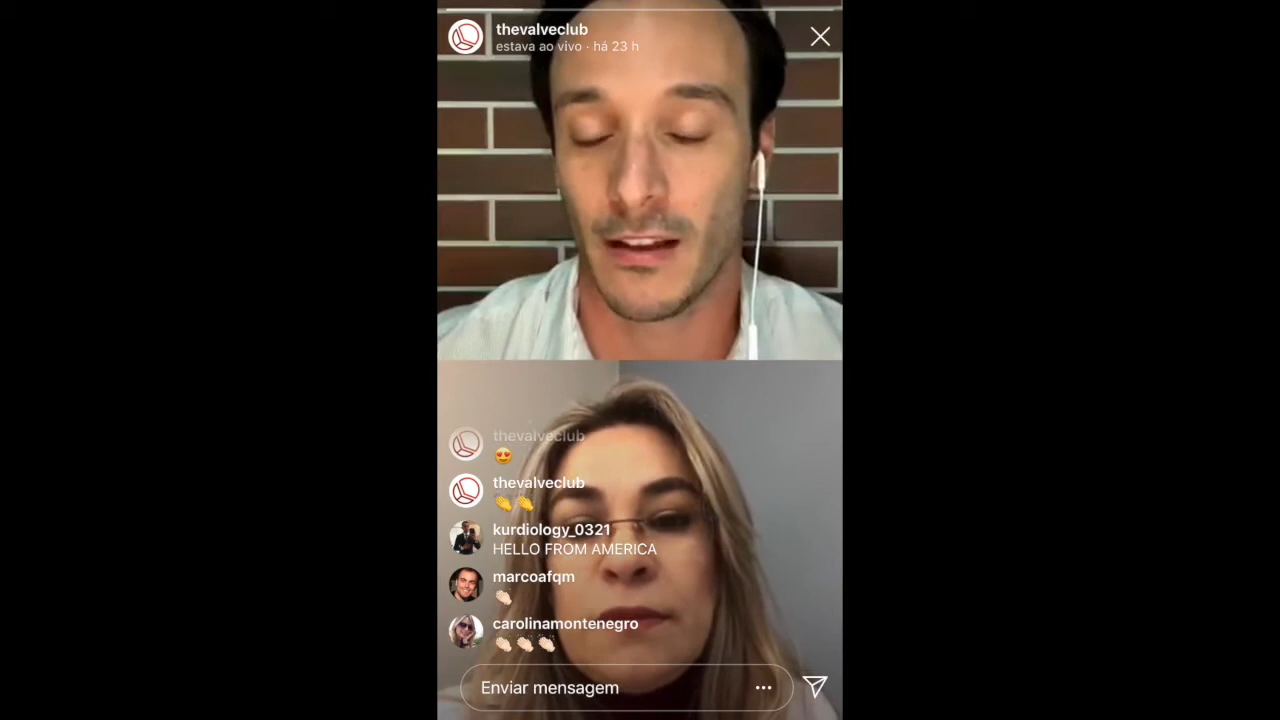 thevalveclub
estava ao vivo · há 23 h
thevalveclub
😍
thevalveclub
👏👏
kurdiology_0321
HELLO FROM AMERICA
marcoafqm
👏🏻
carolinamontenegro
👏🏻👏🏻👏🏻
Enviar mensagem